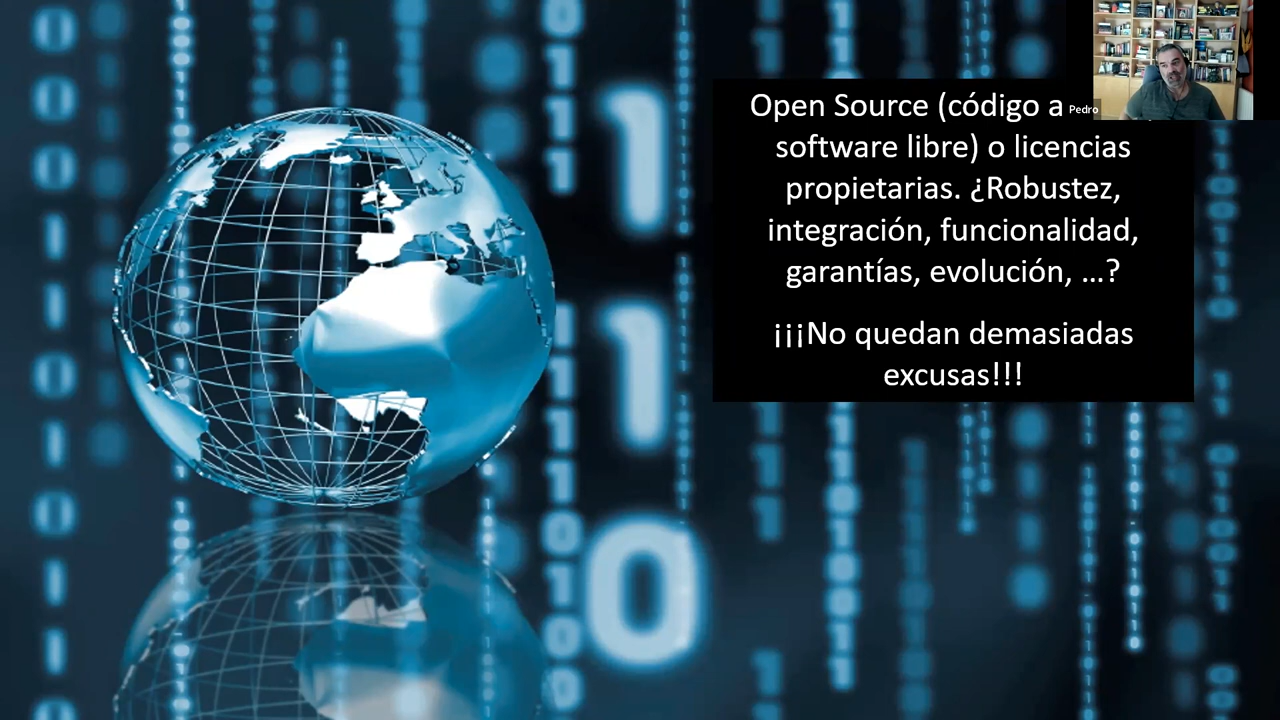 Open Source (código a
Pedro
software libre) o licencias
propietarias. ¿Robustez,
integración, funcionalidad,
garantías, evolución, ...?
¡¡¡No quedan demasiadas
excusas!!!